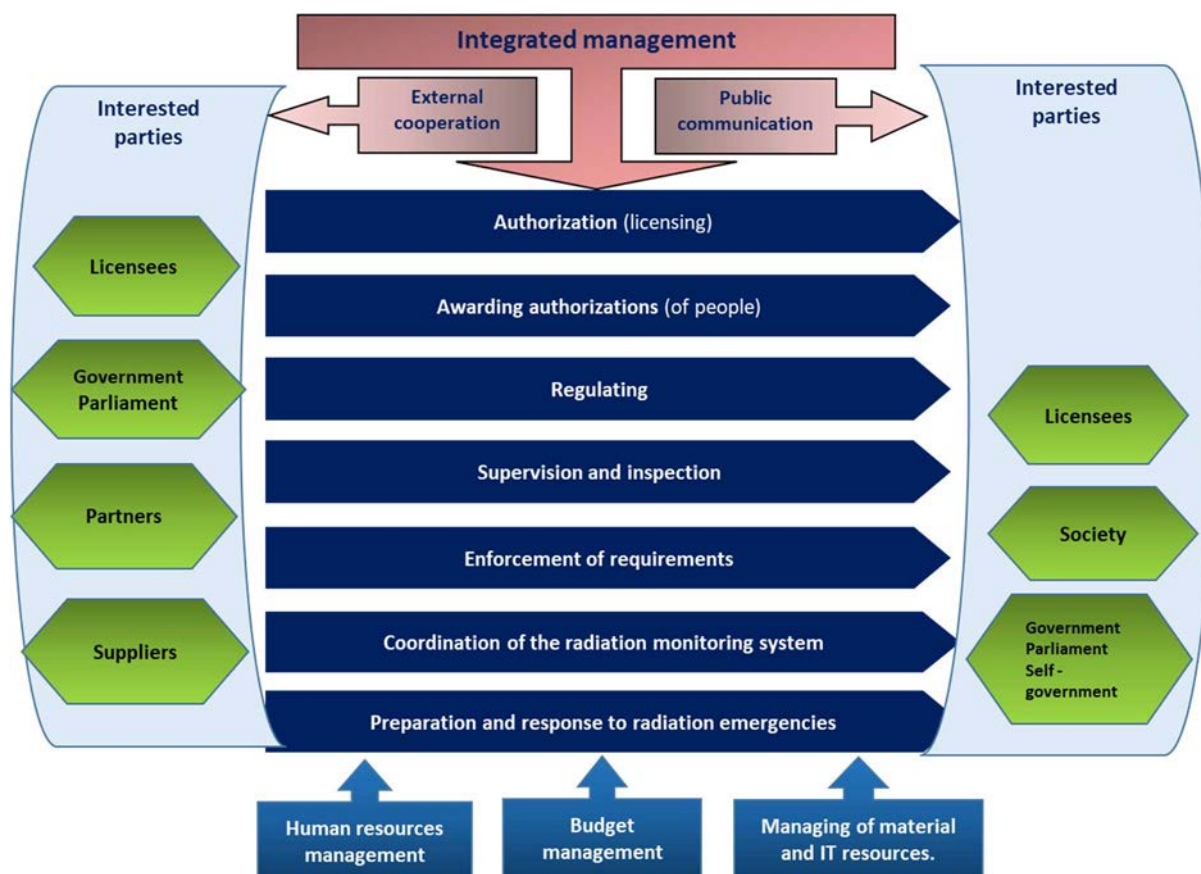 Integrated management
Interested
parties
External
cooperation
Public
communication
Interested
parties
Authorization (licensing)
Awarding authorizations (of people)
Regulating
Supervision and inspection
Enforcement of requirements
Coordination of the radiation monitoring system
Preparation and response to radiation emergencies
Licensees
Government
Parliament
Partners
Suppliers
Licensees
Society
Government
Parliament
Self -
government
Human resources
management
Budget
management
Managing of material
and IT resources.